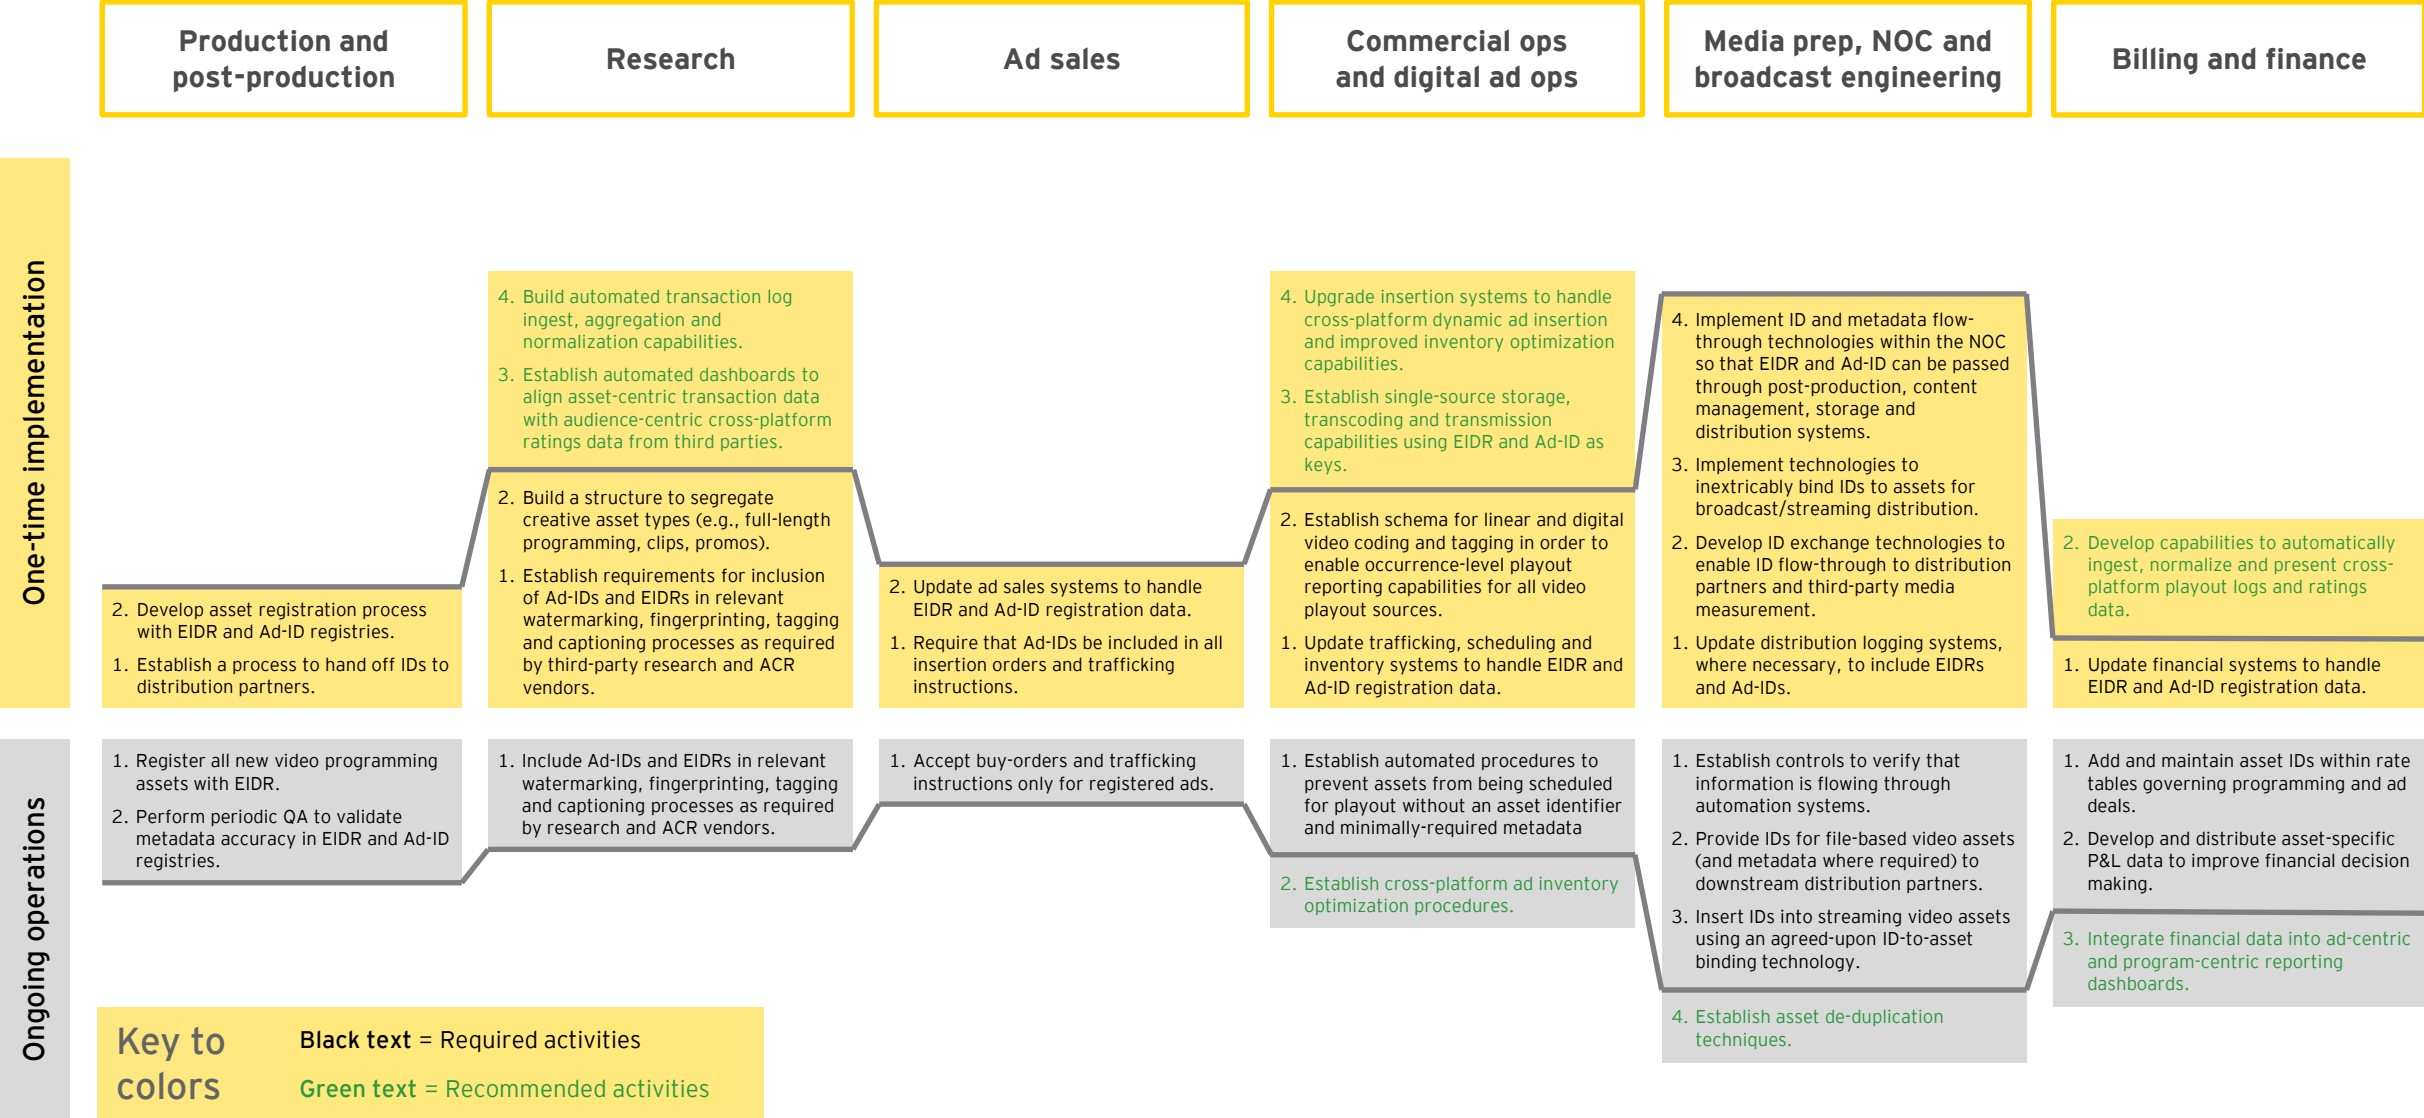 Production and
post-production
Research
Ad sales
Commercial ops
and digital ad ops
Media prep, NOC and
broadcast engineering
Billing and finance
One-time implementation
2. Develop asset registration process
with EIDR and Ad-ID registries.
1. Establish a process to hand off IDs to
distribution partners.
4. Build automated transaction log
ingest, aggregation and
normalization capabilities.
3. Establish automated dashboards to
align asset-centric transaction data
with audience-centric cross-platform
ratings data from third parties.
2. Build a structure to segregate
creative asset types (e.g., full-length
programming, clips, promos).
1. Establish requirements for inclusion
of Ad-IDs and EIDRs in relevant
watermarking, fingerprinting, tagging
and captioning processes as required
by third-party research and ACR
vendors.
2. Update ad sales systems to handle
EIDR and Ad-ID registration data.
1. Require that Ad-IDs be included in all
insertion orders and trafficking
instructions.
4. Upgrade insertion systems to handle
cross-platform dynamic ad insertion
and improved inventory optimization
capabilities.
3. Establish single-source storage,
transcoding and transmission
capabilities using EIDR and Ad-ID as
keys.
2. Establish schema for linear and digital
video coding and tagging in order to
enable occurrence-level playout
reporting capabilities for all video
playout sources.
1. Update trafficking, scheduling and
inventory systems to handle EIDR and
Ad-ID registration data.
4. Implement ID and metadata flow-
through technologies within the NOC
so that EIDR and Ad-ID can be passed
through post-production, content
management, storage and
distribution systems.
3. Implement technologies to
inextricably bind IDs to assets for
broadcast/streaming distribution.
2. Develop ID exchange technologies to
enable ID flow-through to distribution
partners and third-party media
measurement.
1. Update distribution logging systems,
where necessary, to include EIDRs
and Ad-IDs.
2. Develop capabilities to automatically
ingest, normalize and present cross-
platform playout logs and ratings
data.
1. Update financial systems to handle
EIDR and Ad-ID registration data.
Ongoing operations
1. Register all new video programming
assets with EIDR.
2. Perform periodic QA to validate
metadata accuracy in EIDR and Ad-ID
registries.
1. Include Ad-IDs and EIDRs in relevant
watermarking, fingerprinting, tagging
and captioning processes as required
by research and ACR vendors.
1. Accept buy-orders and trafficking
instructions only for registered ads.
1. Establish automated procedures to
prevent assets from being scheduled
for playout without an asset identifier
and minimally-required metadata
2. Establish cross-platform ad inventory
optimization procedures.
1. Establish controls to verify that
information is flowing through
automation systems.
2. Provide IDs for file-based video assets
(and metadata where required) to
downstream distribution partners.
3. Insert IDs into streaming video assets
using an agreed-upon ID-to-asset
binding technology.
4. Establish asset de-duplication
techniques.
1. Add and maintain asset IDs within rate
tables governing programming and ad
deals.
2. Develop and distribute asset-specific
P&L data to improve financial decision
making.
3. Integrate financial data into ad-centric
and program-centric reporting
dashboards.
Key to
colors
Black text = Required activities
Green text = Recommended activities